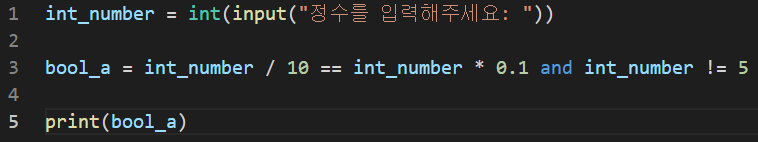 1 int_number = int(input("정수를 입력해주세요: "))
2
3 bool_a = int_number / 10 == int_number * 0.1 and int_number != 5
4
5 print(bool_a)